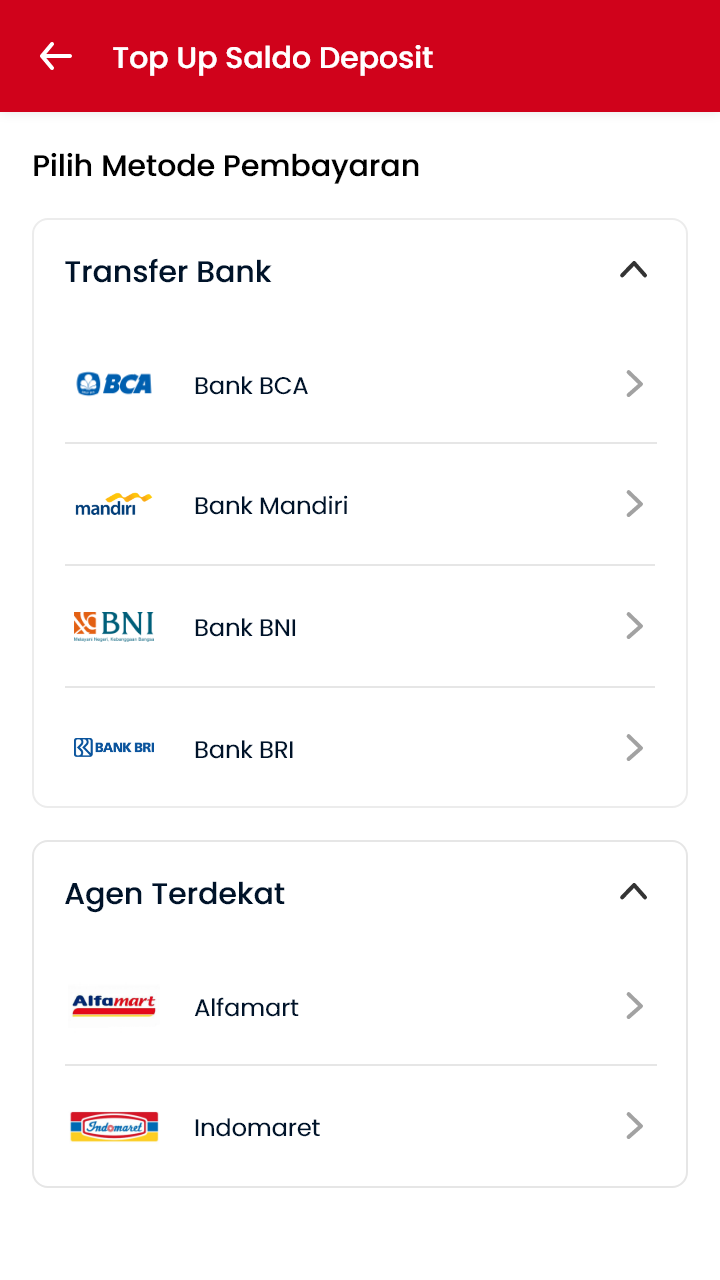 Top Up Saldo Deposit
Pilih Metode Pembayaran
Transfer Bank
BCA Bank BCA
mandiri Bank Mandiri
BNI Bank BNI
Melayani Negeri, Kebanggaan Bangsa
BANK BRI Bank BRI
Agen Terdekat
Alfamart Alfamart
Indomaret Indomaret